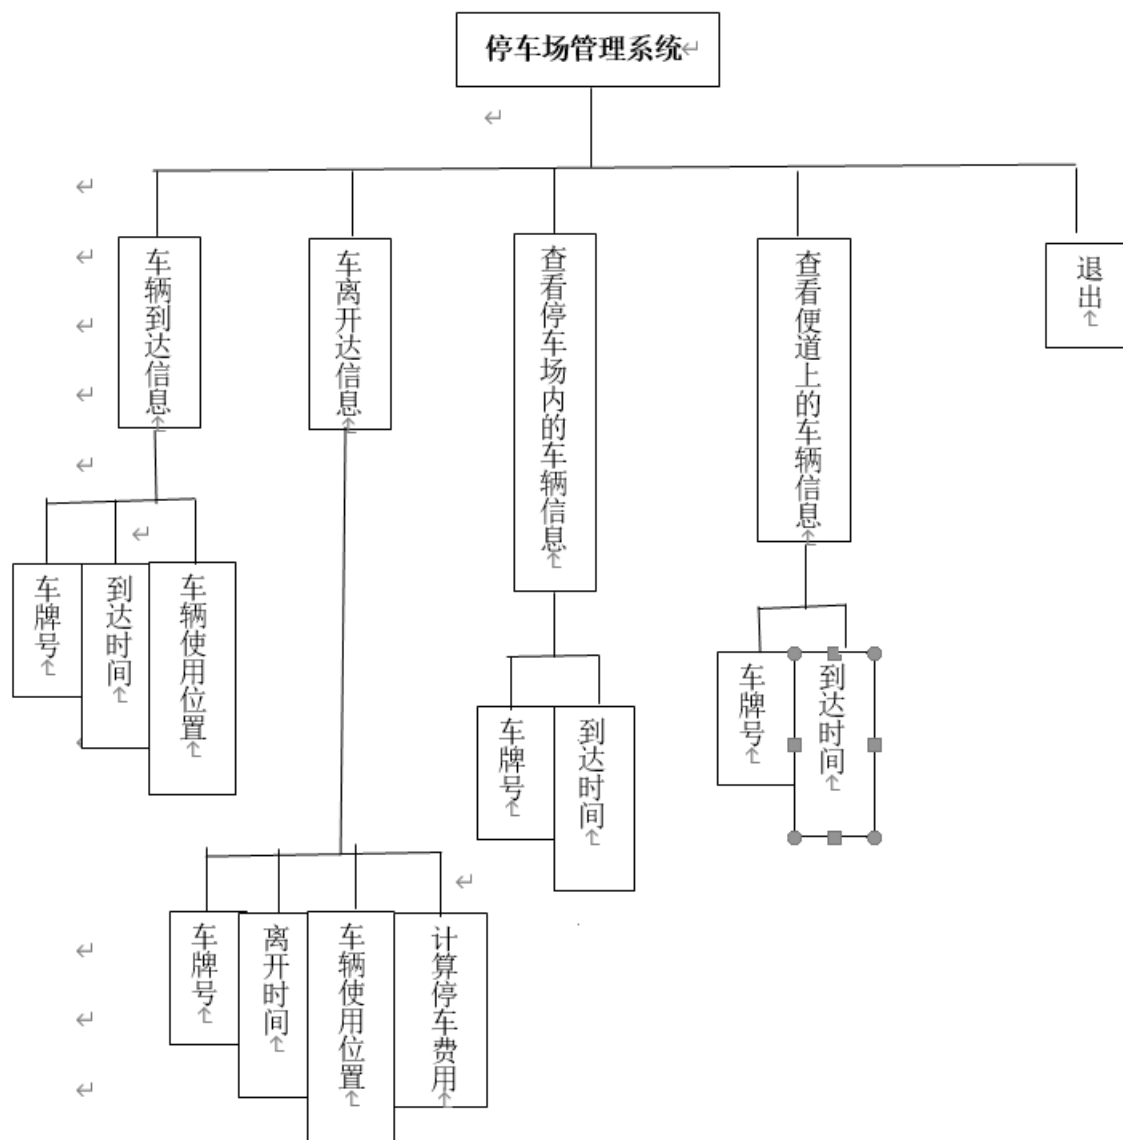 停车场管理系统
车辆到达信息
车离开达信息
查看停车场内的车辆信息
查看便道上的车辆信息
退出
车牌号
到达时间
车辆使用位置
车牌号
到达时间
车牌号
到达时间
车牌号
离开时间
车辆使用位置
计算停车费用